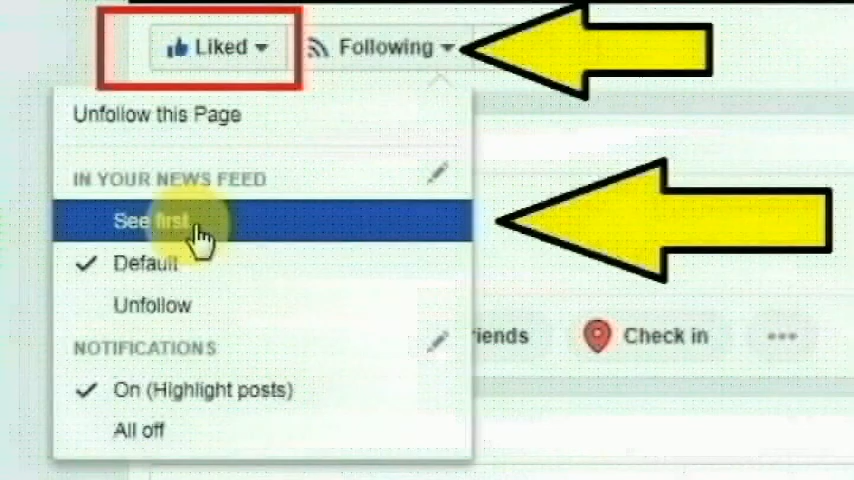 Liked Following
Unfollow this Page
IN YOUR NEWS FEED
See first
Default
Unfollow
riends Check in
NOTIFICATIONS
On (Highlight posts)
All off